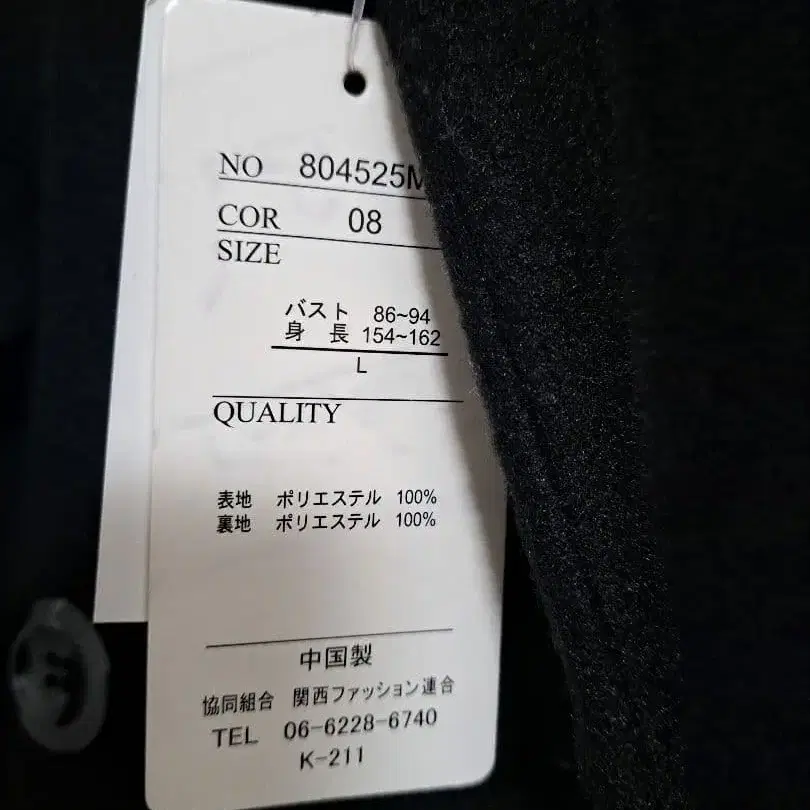 NO 804525M
COR 08
SIZE
バスト 86~94
身長 154~162
L
QUALITY
表地 ポリエステル 100%
裏地 ポリエステル 100%
中国製
協同組合 関西ファッション連合
TEL 06-6228-6740
K-211